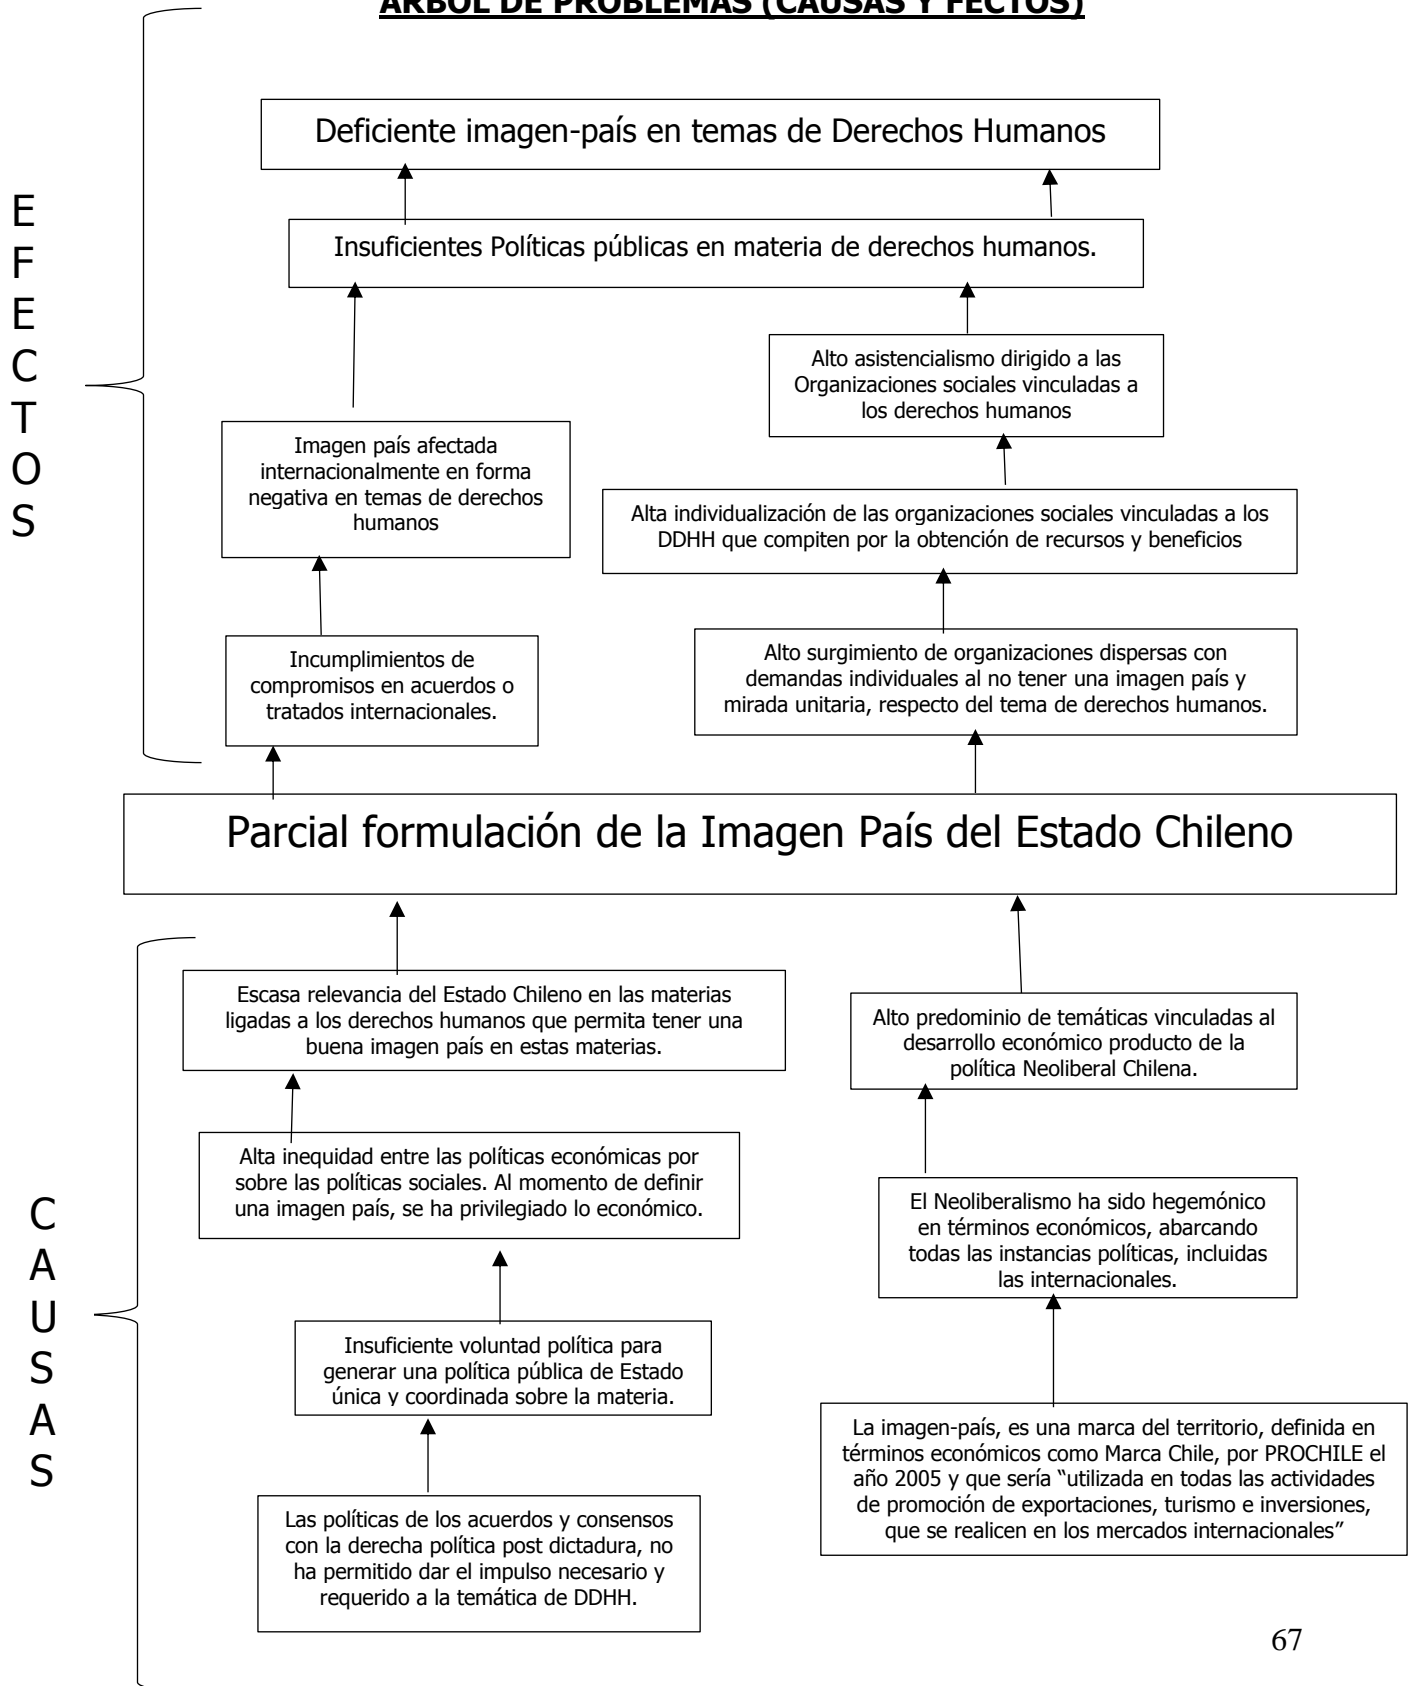 ARBOL DE PROBLEMAS (CAUSAS Y FECTOS)
E
F
E
C
T
O
S
Deficiente imagen-país en temas de Derechos Humanos
Insuficientes Políticas públicas en materia de derechos humanos.
Alto asistencialismo dirigido a las
Organizaciones sociales vinculadas a
los derechos humanos
Imagen país afectada
internacionalmente en forma
negativa en temas de derechos
humanos
Alta individualización de las organizaciones sociales vinculadas a los
DDHH que compiten por la obtención de recursos y beneficios
Incumplimientos de
compromisos en acuerdos o
tratados internacionales.
Alto surgimiento de organizaciones dispersas con
demandas individuales al no tener una imagen país y
mirada unitaria, respecto del tema de derechos humanos.
Parcial formulación de la Imagen País del Estado Chileno
C
A
U
S
A
S
Escasa relevancia del Estado Chileno en las materias
ligadas a los derechos humanos que permita tener una
buena imagen país en estas materias.
Alto predominio de temáticas vinculadas al
desarrollo económico producto de la
política Neoliberal Chilena.
Alta inequidad entre las políticas económicas por
sobre las políticas sociales. Al momento de definir
una imagen país, se ha privilegiado lo económico.
El Neoliberalismo ha sido hegemónico
en términos económicos, abarcando
todas las instancias políticas, incluidas
las internacionales.
Insuficiente voluntad política para
generar una política pública de Estado
única y coordinada sobre la materia.
La imagen-país, es una marca del territorio, definida en
términos económicos como Marca Chile, por PROCHILE el
año 2005 y que sería “utilizada en todas las actividades
de promoción de exportaciones, turismo e inversiones,
que se realicen en los mercados internacionales”
Las políticas de los acuerdos y consensos
con la derecha política post dictadura, no
ha permitido dar el impulso necesario y
requerido a la temática de DDHH.
67